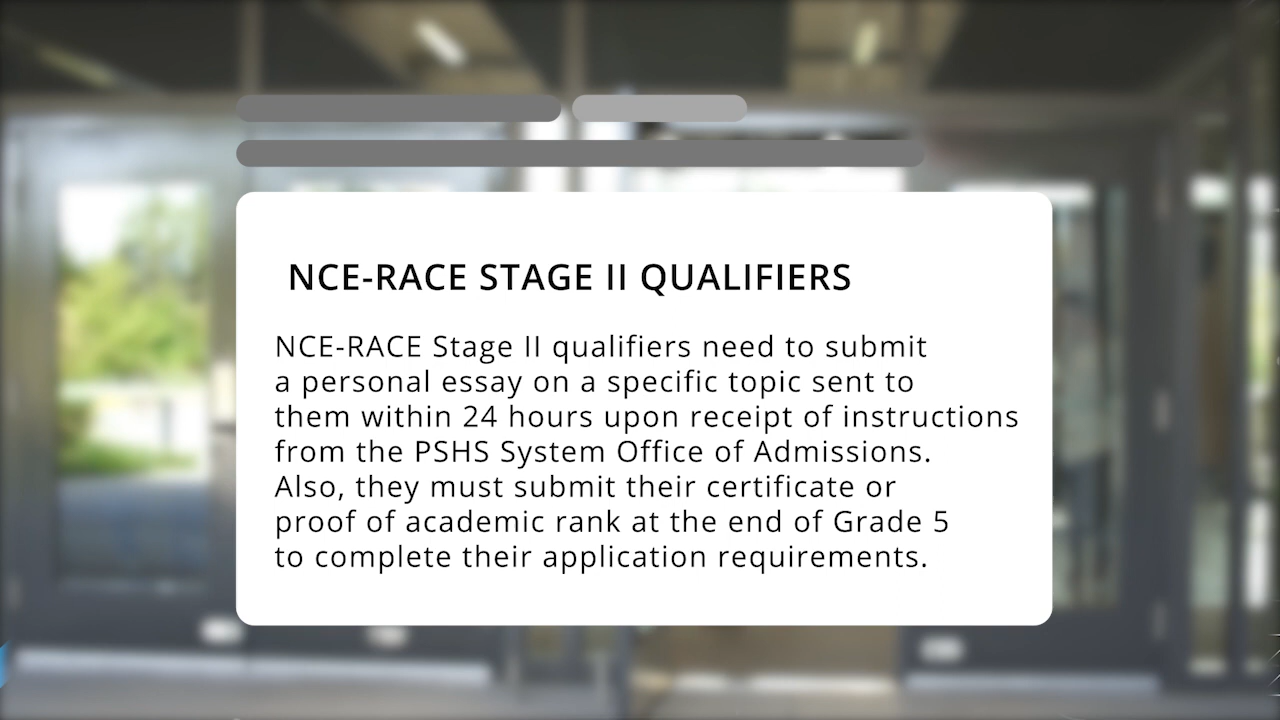 NCE-RACE STAGE II QUALIFIERS
NCE-RACE Stage II qualifiers need to submit
a personal essay on a specific topic sent to
them within 24 hours upon receipt of instructions
from the PSHS System Office of Admissions.
Also, they must submit their certificate or
proof of academic rank at the end of Grade 5
to complete their application requirements.